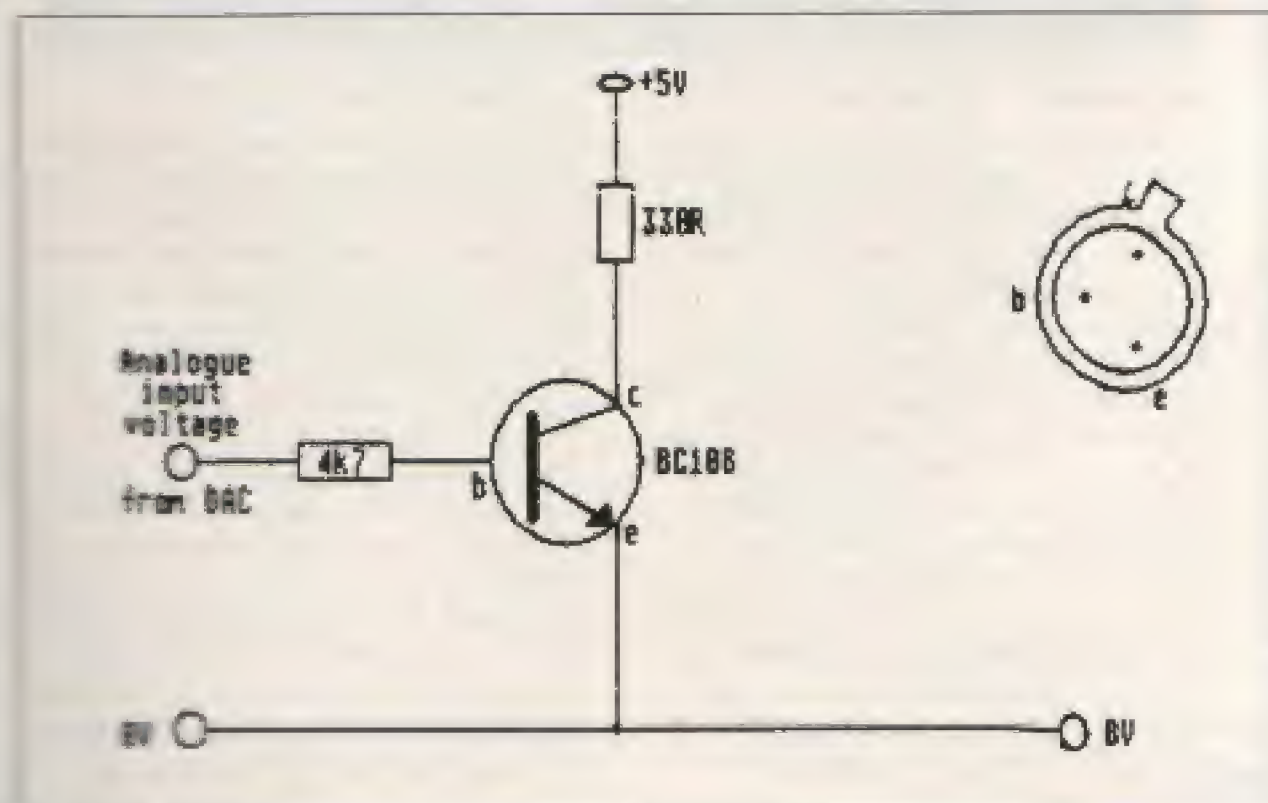 +5V
330R
c
b
Analogue
input
voltage
c
4k7
BC108
b
from DAC
e
e
0V
0V